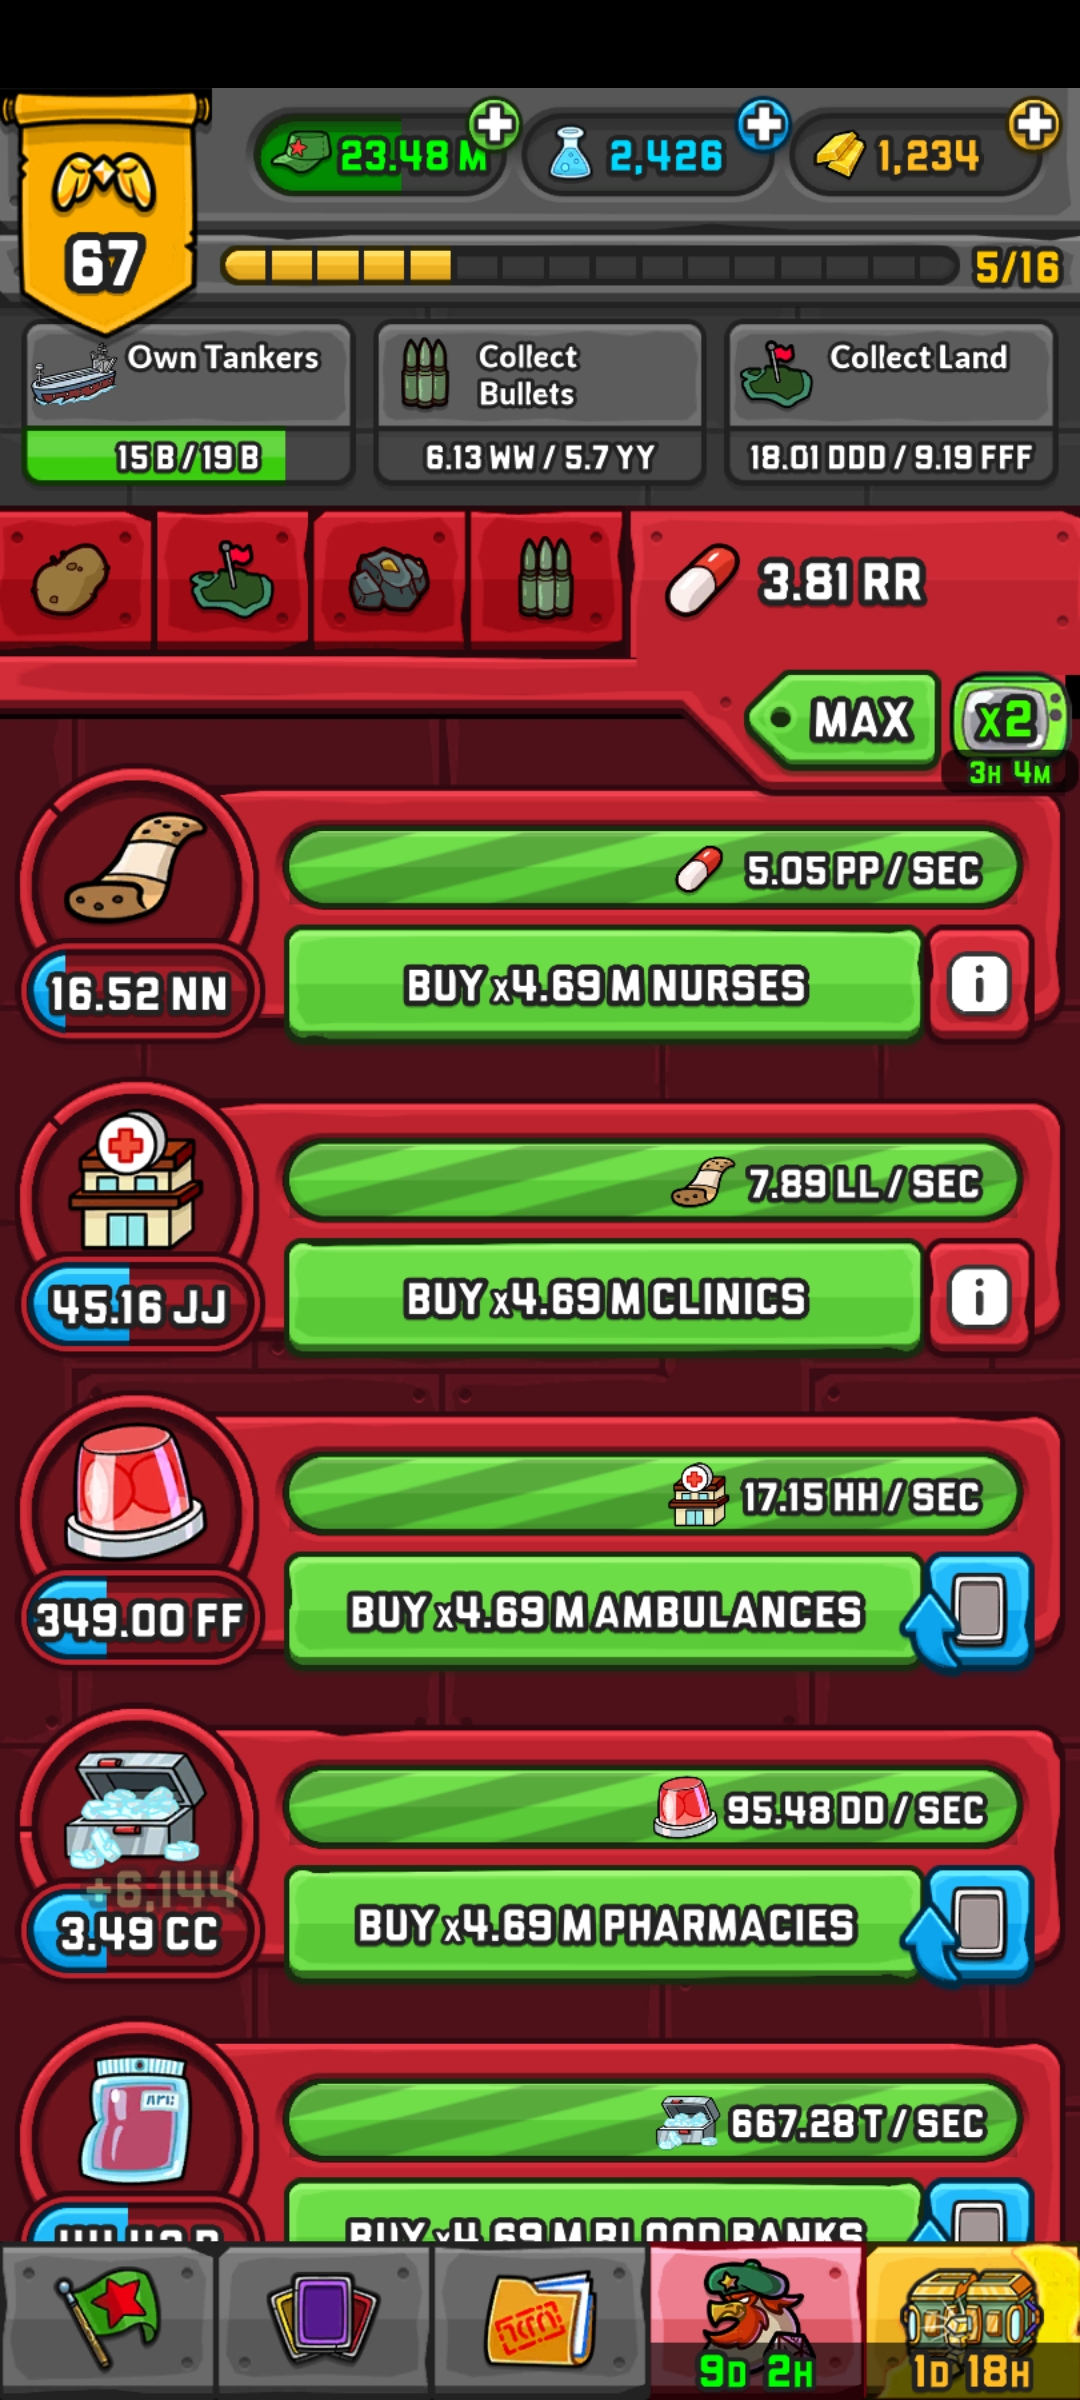 23.48 M
2,426
1,234
67
5/16
Own Tankers
15 B / 19 B
Collect
Bullets
6.13 WW / 5.7 YY
Collect Land
18.01 DDD / 9.19 FFF
3.81 RR
MAX
x2
3H 4M
5.05 PP / SEC
16.52 NN
BUY x4.69 M NURSES
i
7.89 LL / SEC
45.16 JJ
BUY x4.69 M CLINICS
i
17.15 HH / SEC
349.00 FF
BUY x4.69 M AMBULANCES
95.48 DD / SEC
+6,144
3.49 CC
BUY x4.69 M PHARMACIES
667.28 T / SEC
BUY x4.69 M BLOOD BANKS
9D 2H
1D 18H